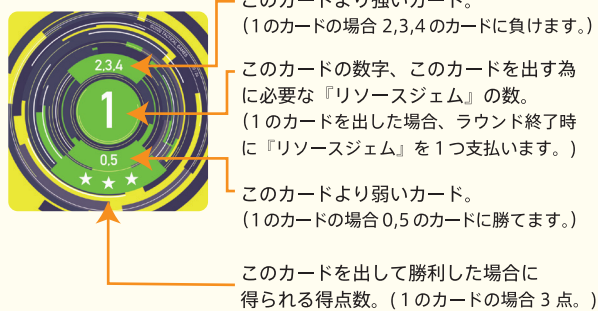 このカードより強いカード。
(1のカードの場合 2,3,4 のカードに負けます。)
2,3,4
このカードの数字、このカードを出す為
に必要な『リソースジェム』の数。
1
(1のカードを出した場合、ラウンド終了時
に『リソースジェム』を1つ支払います。)
0,5
このカードより弱いカード。
(1のカードの場合 0,5 のカードに勝てます。)
このカードを出して勝利した場合に
得られる得点数。(1のカードの場合 3 点。)